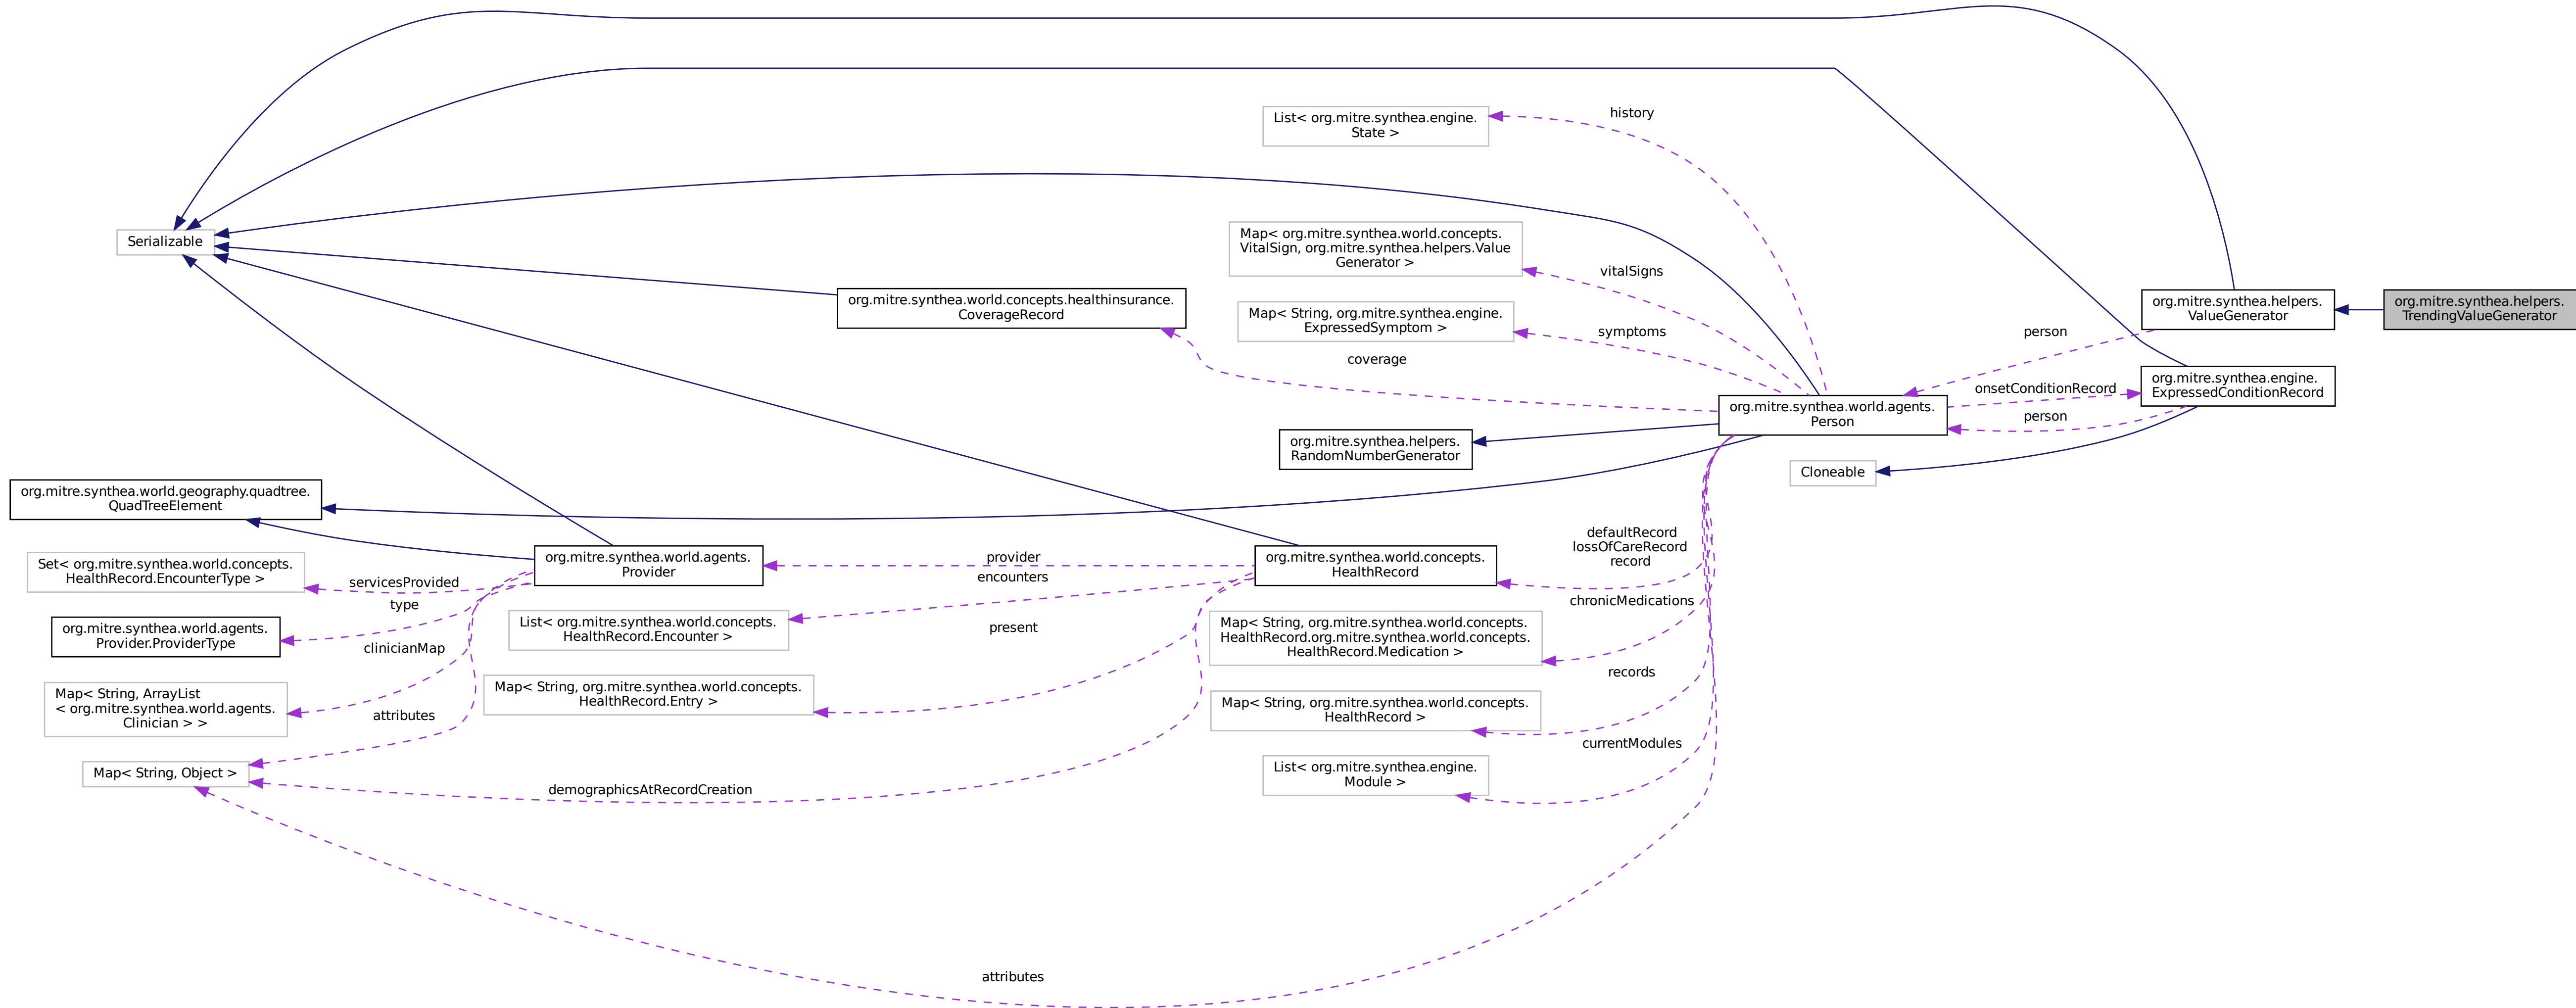 history
List< org.mitre.synthea.engine.
State >
Map< org.mitre.synthea.world.concepts.
VitalSign, org.mitre.synthea.helpers.Value
Generator >
Serializable
vitalSigns
org.mitre.synthea.world.concepts.healthinsurance.
CoverageRecord
org.mitre.synthea.helpers.
ValueGenerator
org.mitre.synthea.helpers.
TrendingValueGenerator
Map< String, org.mitre.synthea.engine.
ExpressedSymptom >
symptoms
person
coverage
org.mitre.synthea.engine.
ExpressedConditionRecord
onsetConditionRecord
org.mitre.synthea.world.agents.
Person
person
org.mitre.synthea.helpers.
RandomNumberGenerator
Cloneable
org.mitre.synthea.world.geography.quadtree.
QuadTreeElement
defaultRecord
lossOfCareRecord
record
org.mitre.synthea.world.agents.
Provider
provider
org.mitre.synthea.world.concepts.
HealthRecord
Set< org.mitre.synthea.world.concepts.
HealthRecord.EncounterType >
servicesProvided
encounters
type
chronicMedications
List< org.mitre.synthea.world.concepts.
HealthRecord.Encounter >
org.mitre.synthea.world.agents.
Provider.ProviderType
present
Map< String, org.mitre.synthea.world.concepts.
HealthRecord.org.mitre.synthea.world.concepts.
HealthRecord.Medication >
clinicianMap
records
Map< String, ArrayList
< org.mitre.synthea.world.agents.
Clinician > >
Map< String, org.mitre.synthea.world.concepts.
HealthRecord.Entry >
Map< String, org.mitre.synthea.world.concepts.
HealthRecord >
attributes
currentModules
Map< String, Object >
List< org.mitre.synthea.engine.
Module >
demographicsAtRecordCreation
attributes